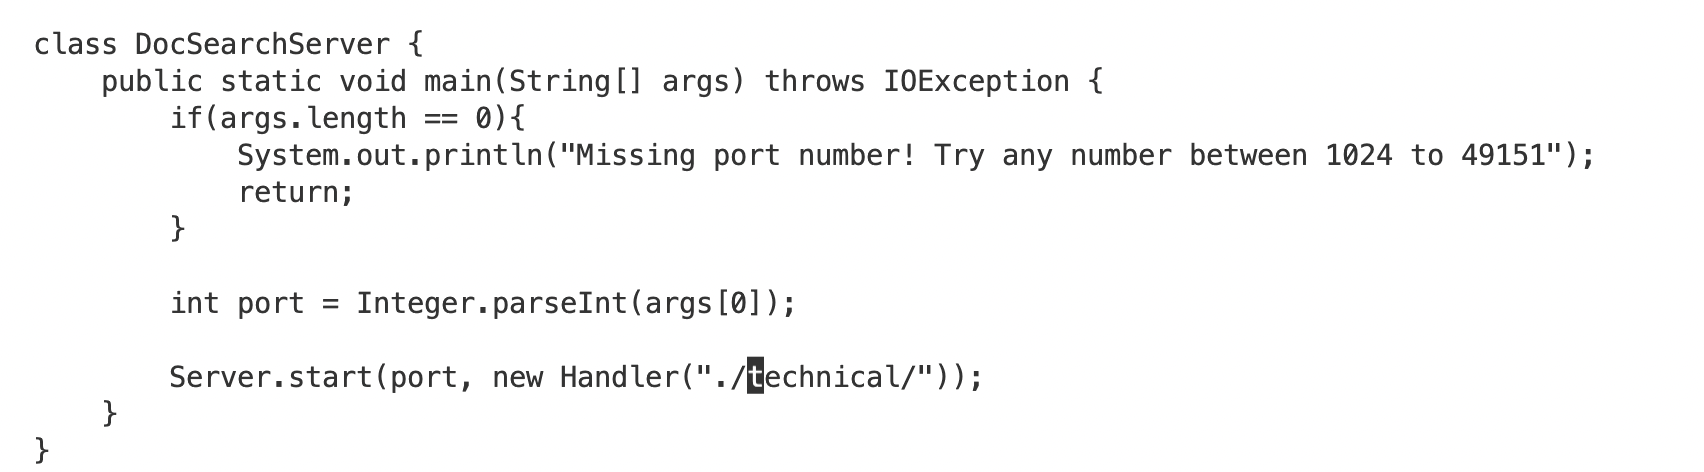 class DocSearchServer {
    public static void main(String[] args) throws IOException {
        if(args.length == 0){
            System.out.println("Missing port number! Try any number between 1024 to 49151");
            return;
        }

        int port = Integer.parseInt(args[0]);

        Server.start(port, new Handler("./technical/"));
    }
}